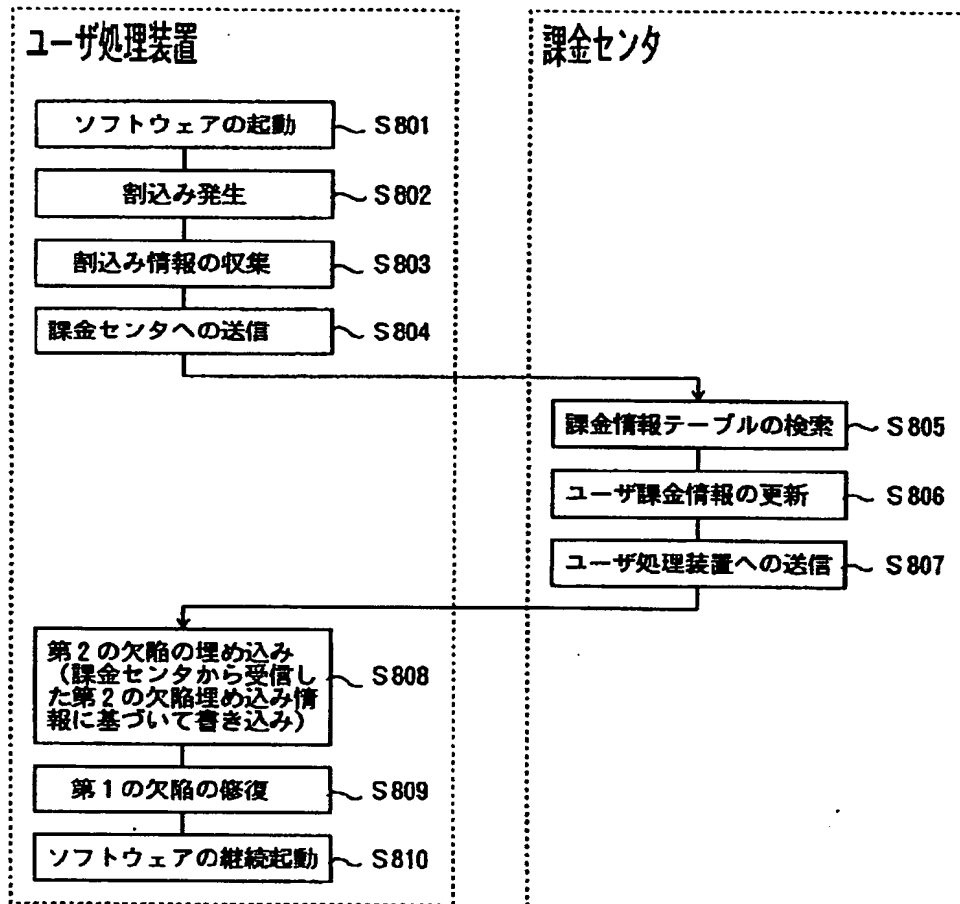 ユーザ処理装置
課金センタ
ソフトウェアの起動
S801
割込み発生
S802
割込み情報の収集
S803
課金センタへの送信
S804
課金情報テーブルの検索
S805
ユーザ課金情報の更新
S806
ユーザ処理装置への送信
S807
第2の欠陥の埋め込み
(課金センタから受信し
た第2の欠陥埋め込み情
報に基づいて書き込み)
S808
第1の欠陥の修復
S809
ソフトウェアの継続起動
S810